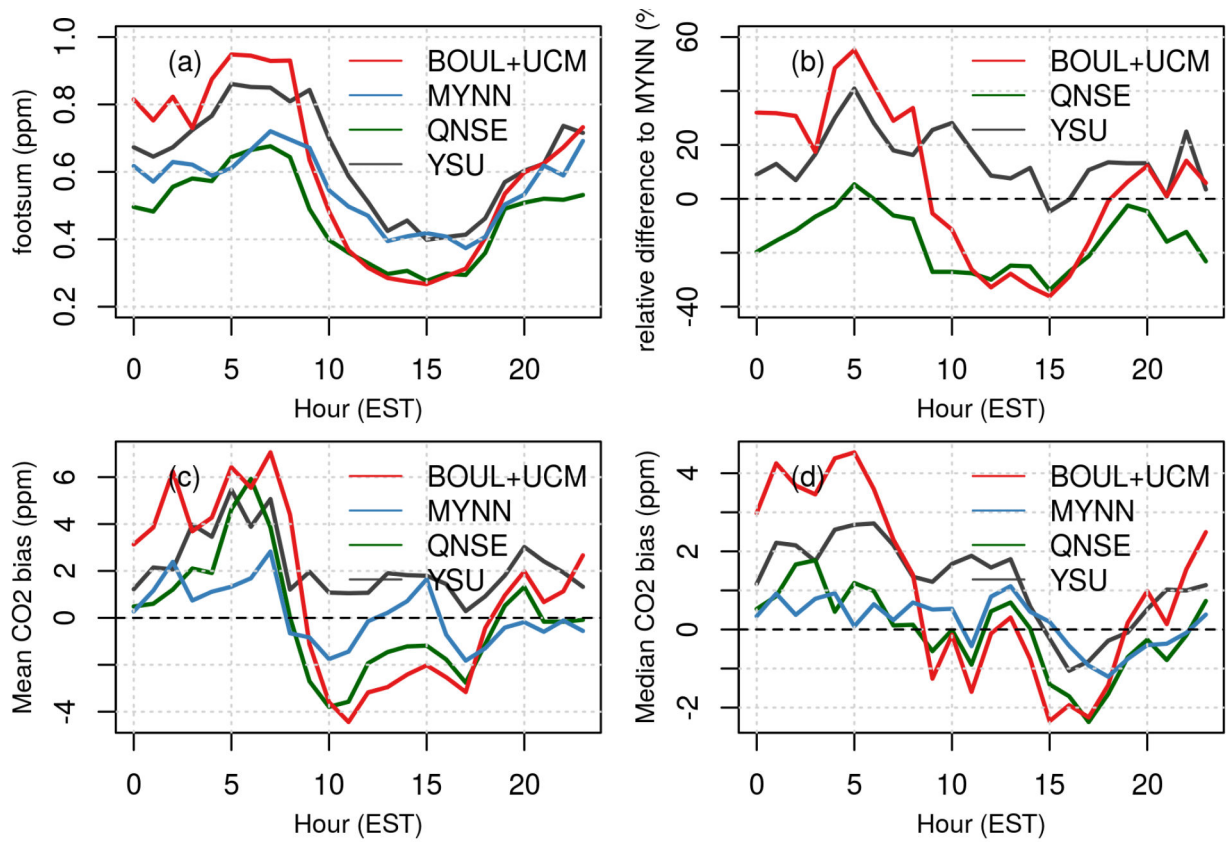 footsum (ppm)
1.0
0.8
0.6
0.4
0.2
(a)
BOUL+UCM
MYNN
QNSE
YSU
0
5
10
15
20
Hour (EST)
relative difference to MYNN (%
60
20
0
-40
(b)
BOUL+UCM
QNSE
YSU
0
5
10
15
20
Hour (EST)
Mean CO2 bias (ppm)
6
4
2
0
-4
(c)
BOUL+UCM
MYNN
QNSE
YSU
0
5
10
15
20
Hour (EST)
Median CO2 bias (ppm)
4
2
0
-2
(d)
BOUL+UCM
MYNN
QNSE
YSU
0
5
10
15
20
Hour (EST)